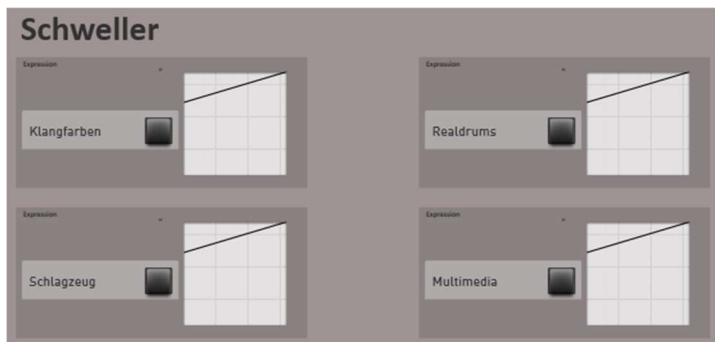 Schweller
Expression
Klangfarben
Expression
Realdrums
Expression
Schlagzeug
Expression
Multimedia